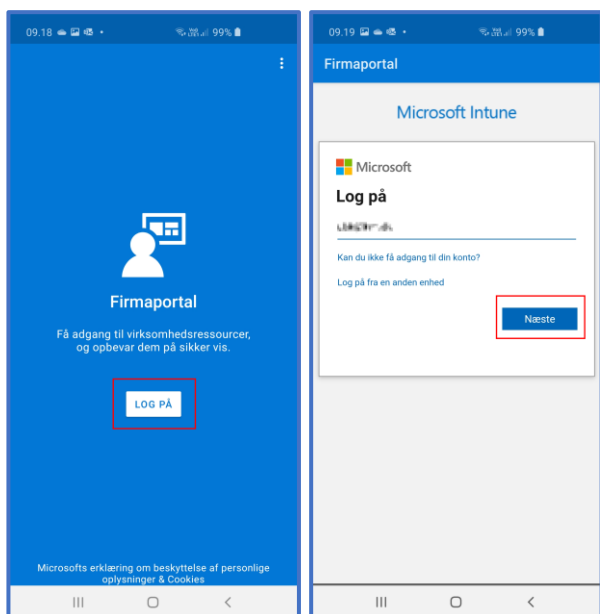 09.18
99%
Firmaportal
Få adgang til virksomhedsressourcer,
og opbevar dem på sikker vis.
LOG PÅ
Microsofts erklæring om beskyttelse af personlige
oplysninger & Cookies
09.19
99%
Firmaportal
Microsoft Intune
Microsoft
Log på
Kan du ikke få adgang til din konto?
Log på fra en anden enhed
Næste